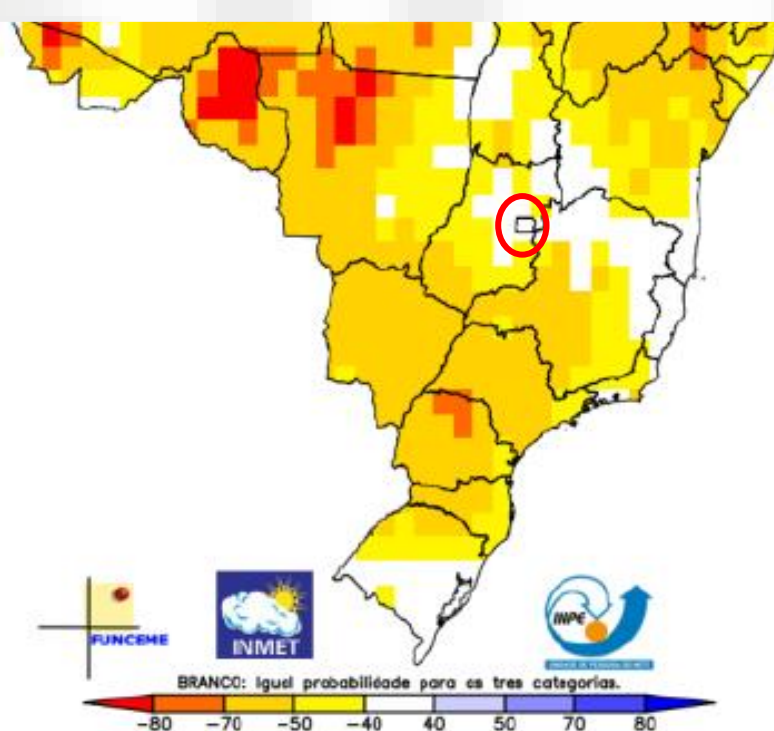 FUNCEME
INMET
INPE
BRANCO: Igual probabilidade para as tres categorias.
-80 -70 -50 -40 40 50 70 80